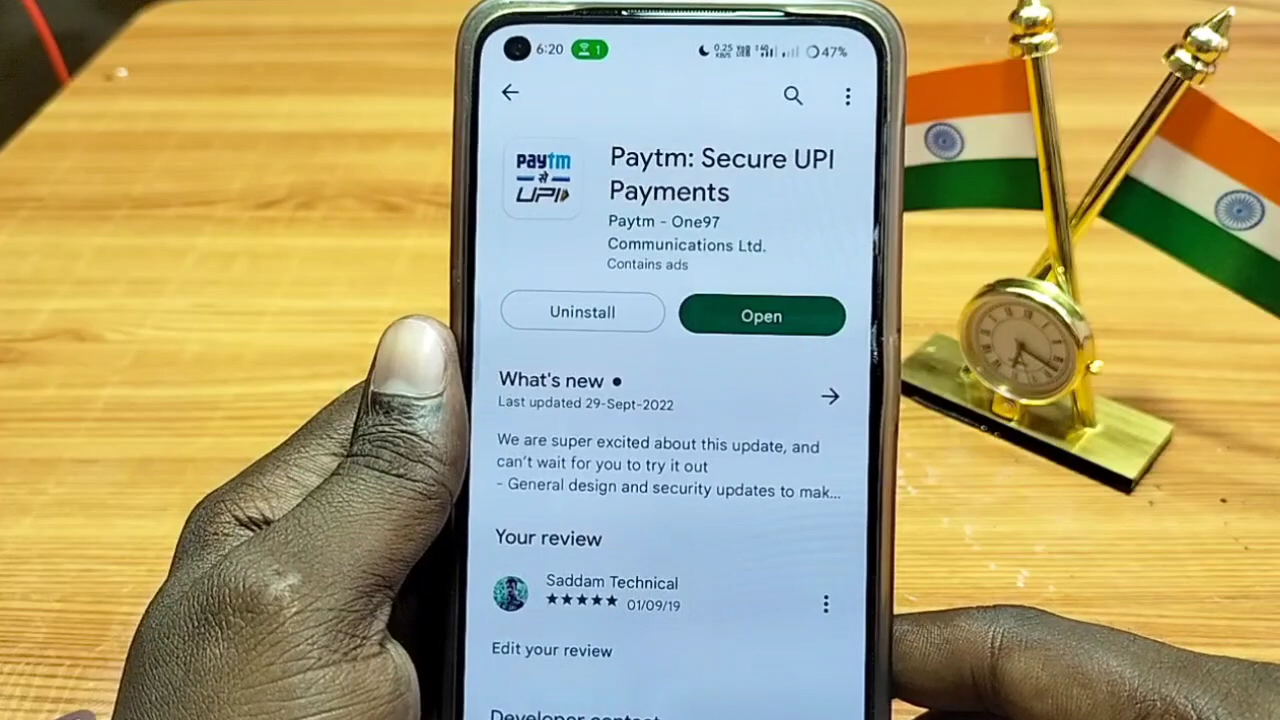 6:20 1 47%
paytm
से
UPI
Paytm: Secure UPI
Payments
Paytm - One97
Communications Ltd.
Contains ads
Uninstall
Open
What's new
Last updated 29-Sept-2022
We are super excited about this update, and
can't wait for you to try it out
- General design and security updates to mak...
Your review
Saddam Technical
01/09/19
Edit your review
Developer contact